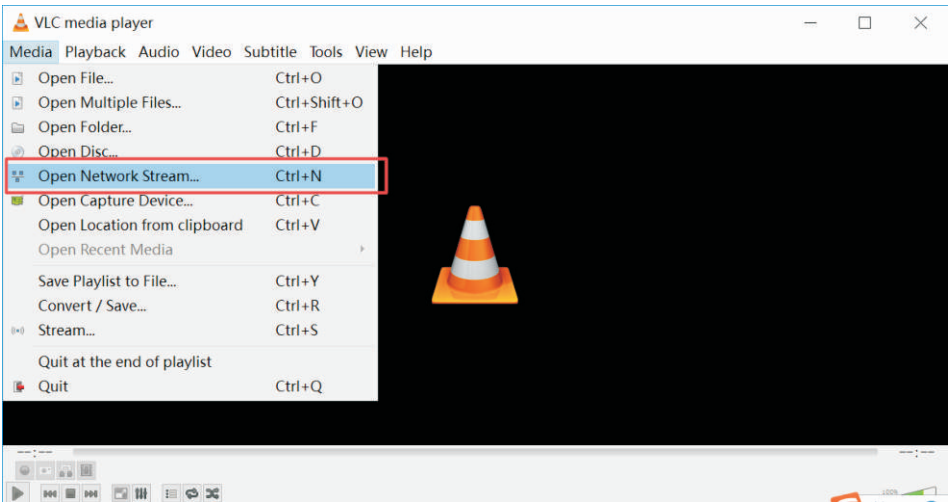 VLC media player
Media Playback Audio Video Subtitle Tools View Help
Open File... Ctrl+O
Open Multiple Files... Ctrl+Shift+O
Open Folder... Ctrl+F
Open Disc... Ctrl+D
Open Network Stream... Ctrl+N
Open Capture Device... Ctrl+C
Open Location from clipboard Ctrl+V
Open Recent Media
Save Playlist to File... Ctrl+Y
Convert / Save... Ctrl+R
Stream... Ctrl+S
Quit at the end of playlist
Quit Ctrl+Q
--:-- --:--
100%